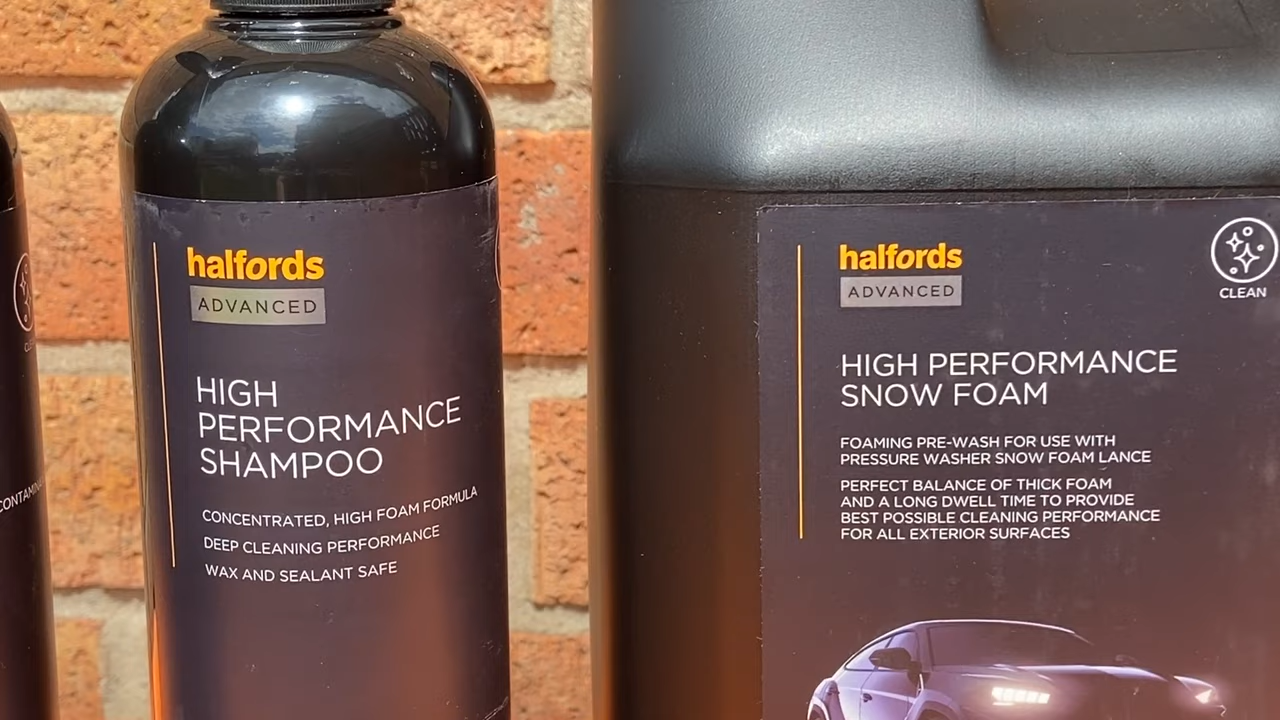 halfords
ADVANCED
HIGH
PERFORMANCE
SHAMPOO
CONCENTRATED, HIGH FOAM FORMULA
DEEP CLEANING PERFORMANCE
WAX AND SEALANT SAFE
halfords
ADVANCED
CLEAN
HIGH PERFORMANCE
SNOW FOAM
FOAMING PRE-WASH FOR USE WITH
PRESSURE WASHER SNOW FOAM LANCE
PERFECT BALANCE OF THICK FOAM
AND A LONG DWELL TIME TO PROVIDE
BEST POSSIBLE CLEANING PERFORMANCE
FOR ALL EXTERIOR SURFACES